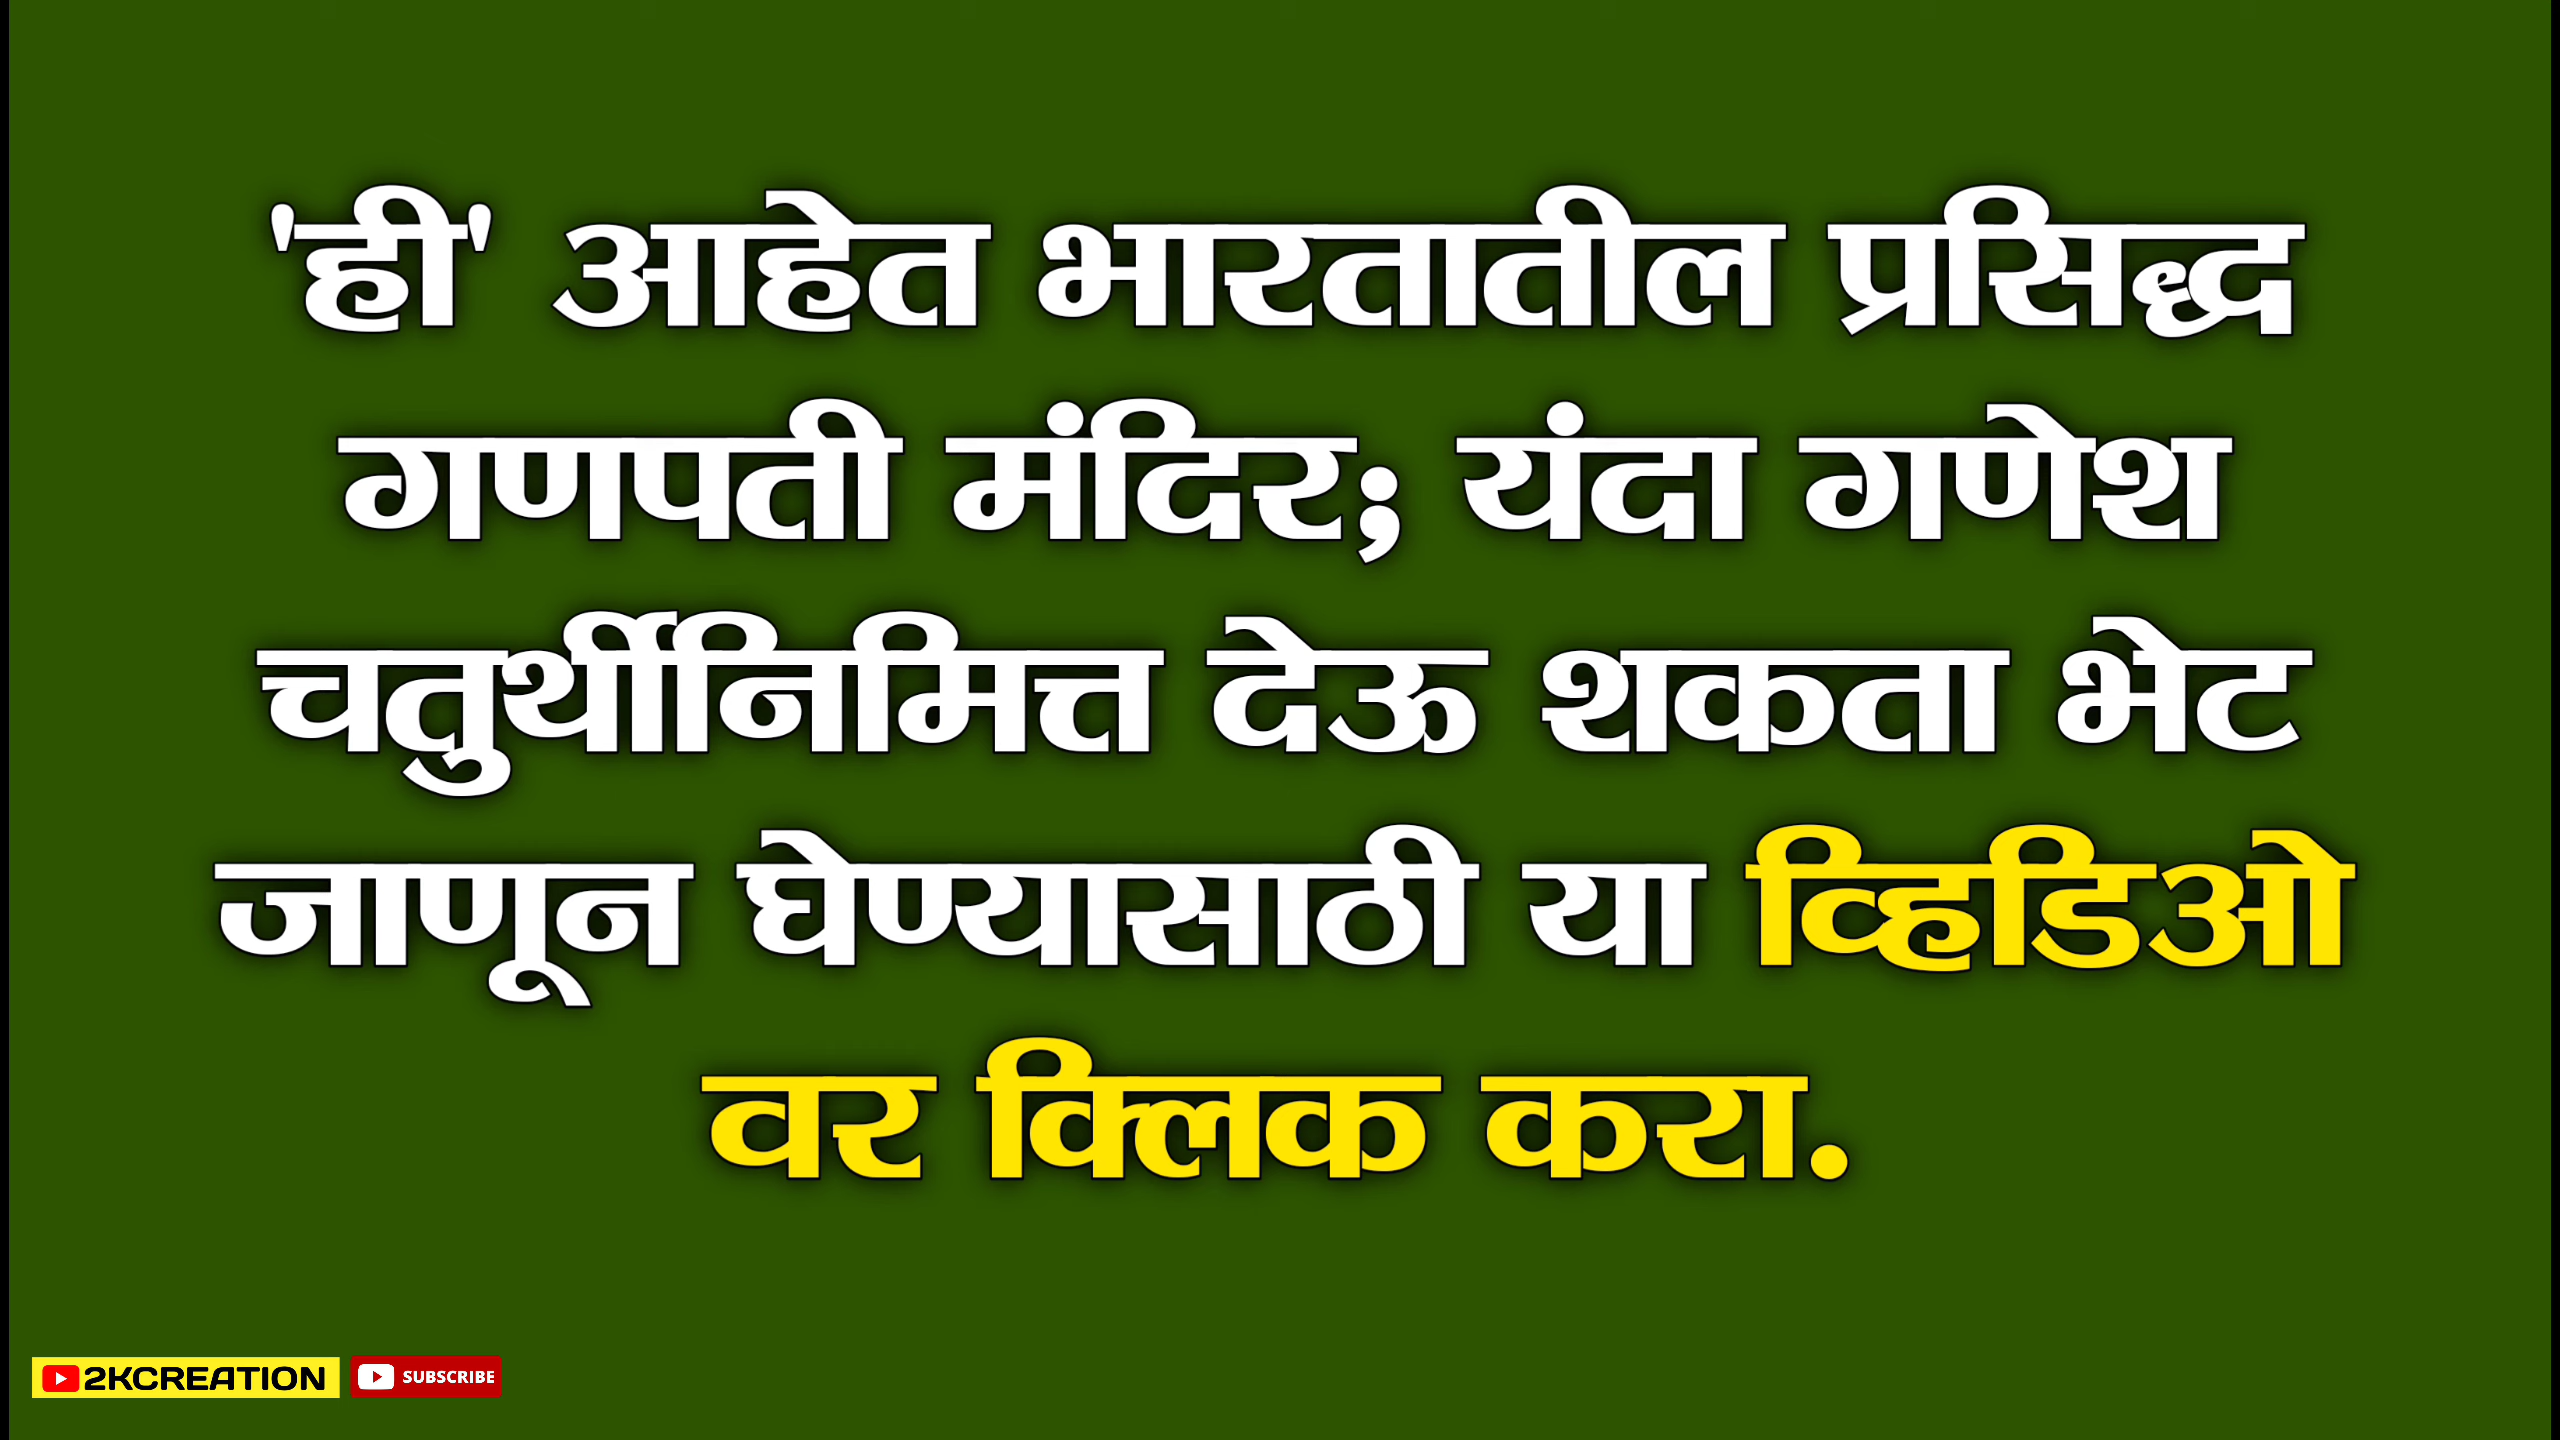 'ही' आहेत भारतातील प्रसिद्ध
गणपती मंदिर; यंदा गणेश
चतुर्थीनिमित्त देऊ शकता भेट
जाणून घेण्यासाठी या व्हिडिओ
वर क्लिक करा.
2KCREATION SUBSCRIBE